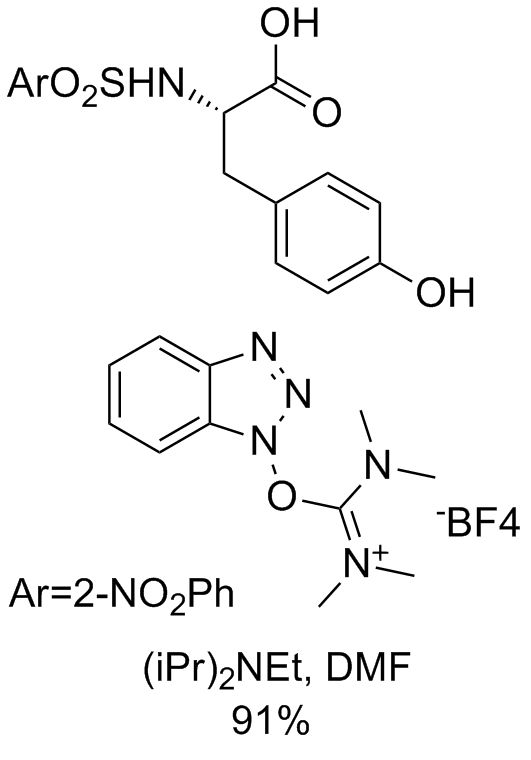 OH
ArO2SHN
O
OH
N
N
N
N
O
-BF4
N+
Ar=2-NO2Ph
(iPr)2NEt, DMF
91%